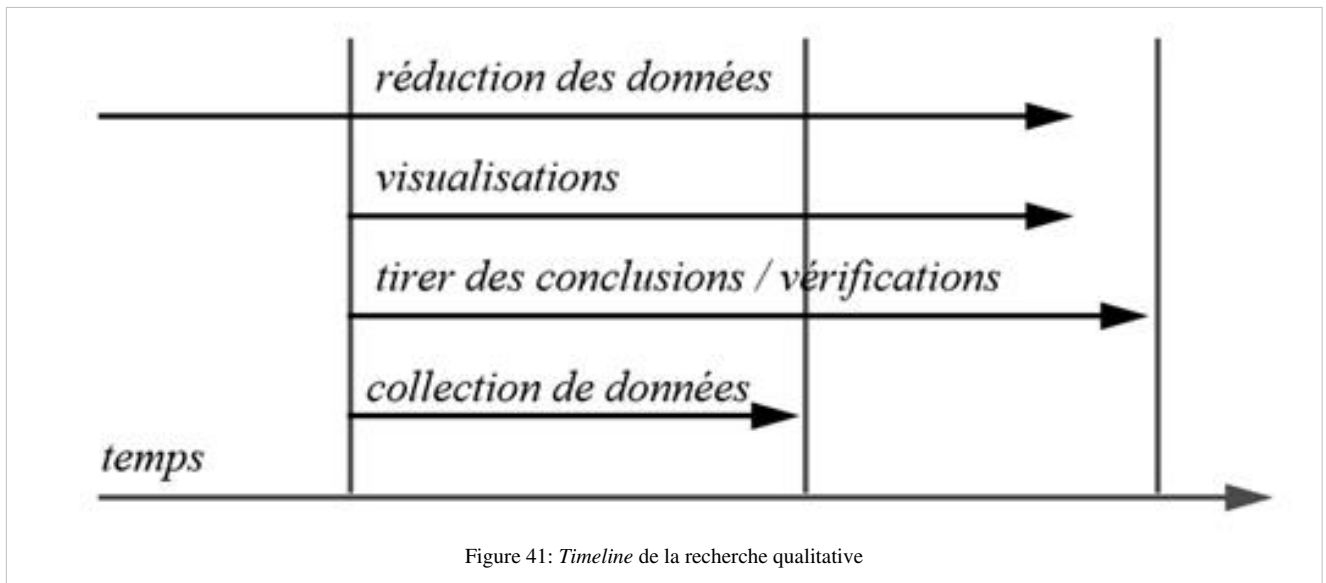 réduction des données
visualisations
tirer des conclusions / vérifications
collection de données
temps
Figure 41: Timeline de la recherche qualitative